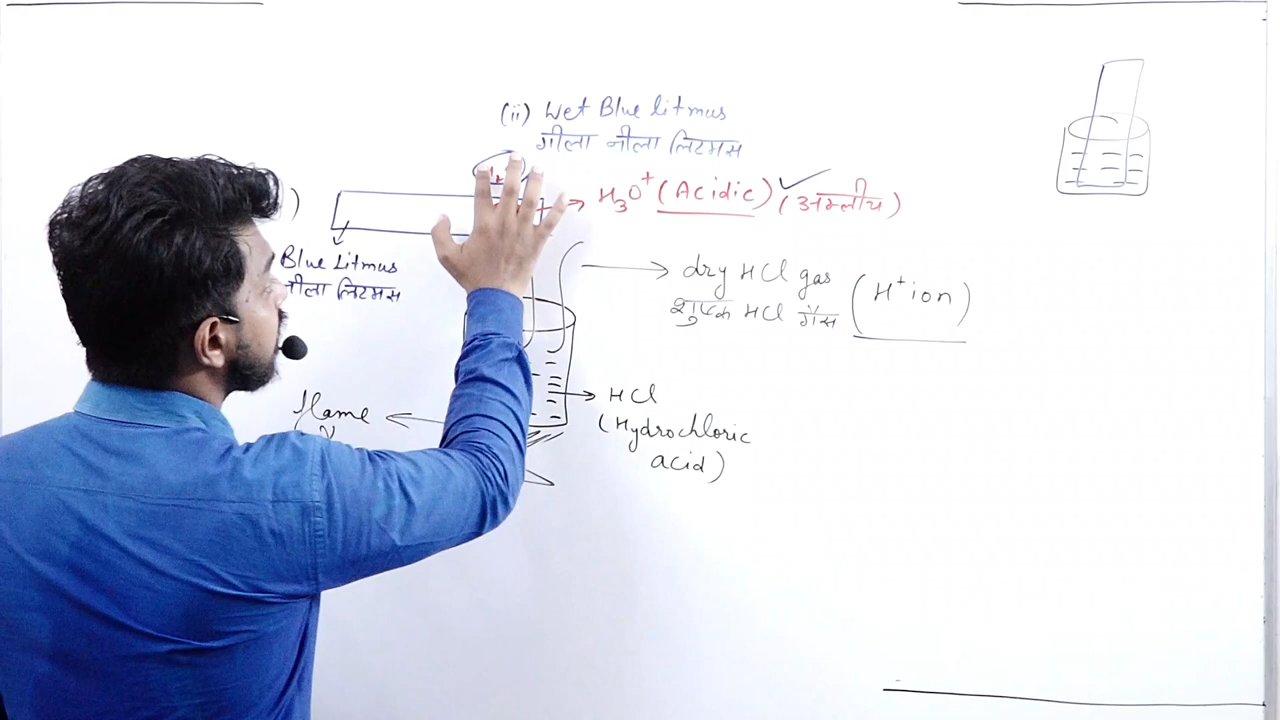 (ii) Wet Blue litmus
गीला नीला लिटमस
H₃O⁺ (Acidic) (अम्लीय)
)
Blue Litmus
नीला लिटमस
dry HCl gas
शुष्क HCl गैस
(H⁺ion)
flame
HCl
(Hydrochloric
acid)